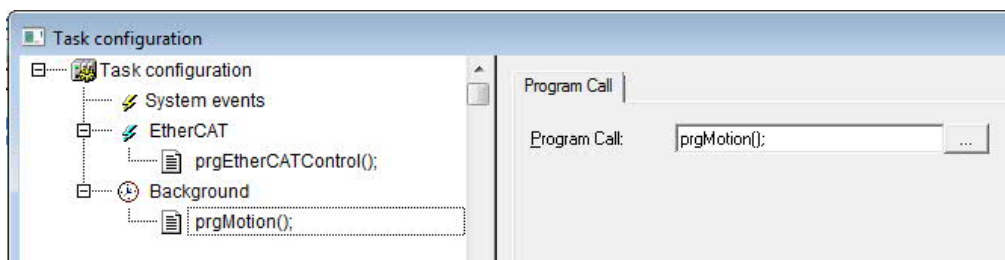 Task configuration
Task configuration
System events
EtherCAT
prgEtherCATControl();
Background
prgMotion();
Program Call
Program Call:
prgMotion();
...